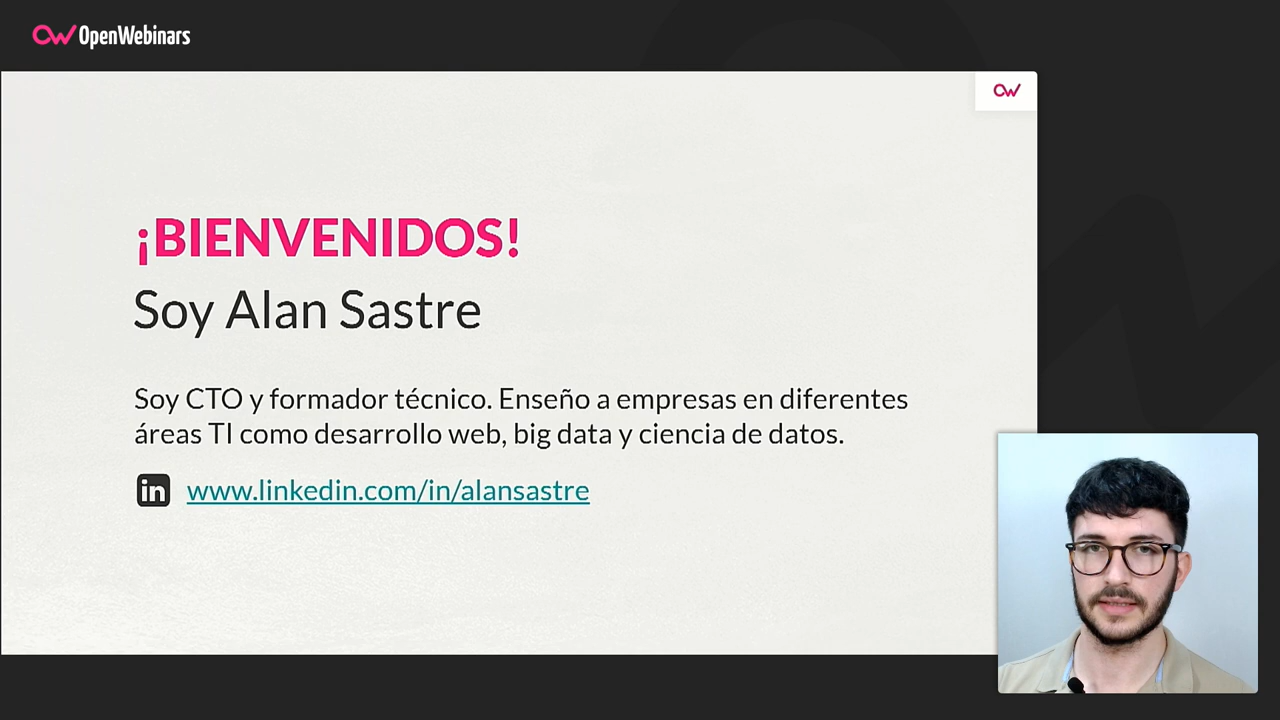 OpenWebinars
¡BIENVENIDOS!
Soy Alan Sastre
Soy CTO y formador técnico. Enseño a empresas en diferentes
áreas TI como desarrollo web, big data y ciencia de datos.
in www.linkedin.com/in/alansastre